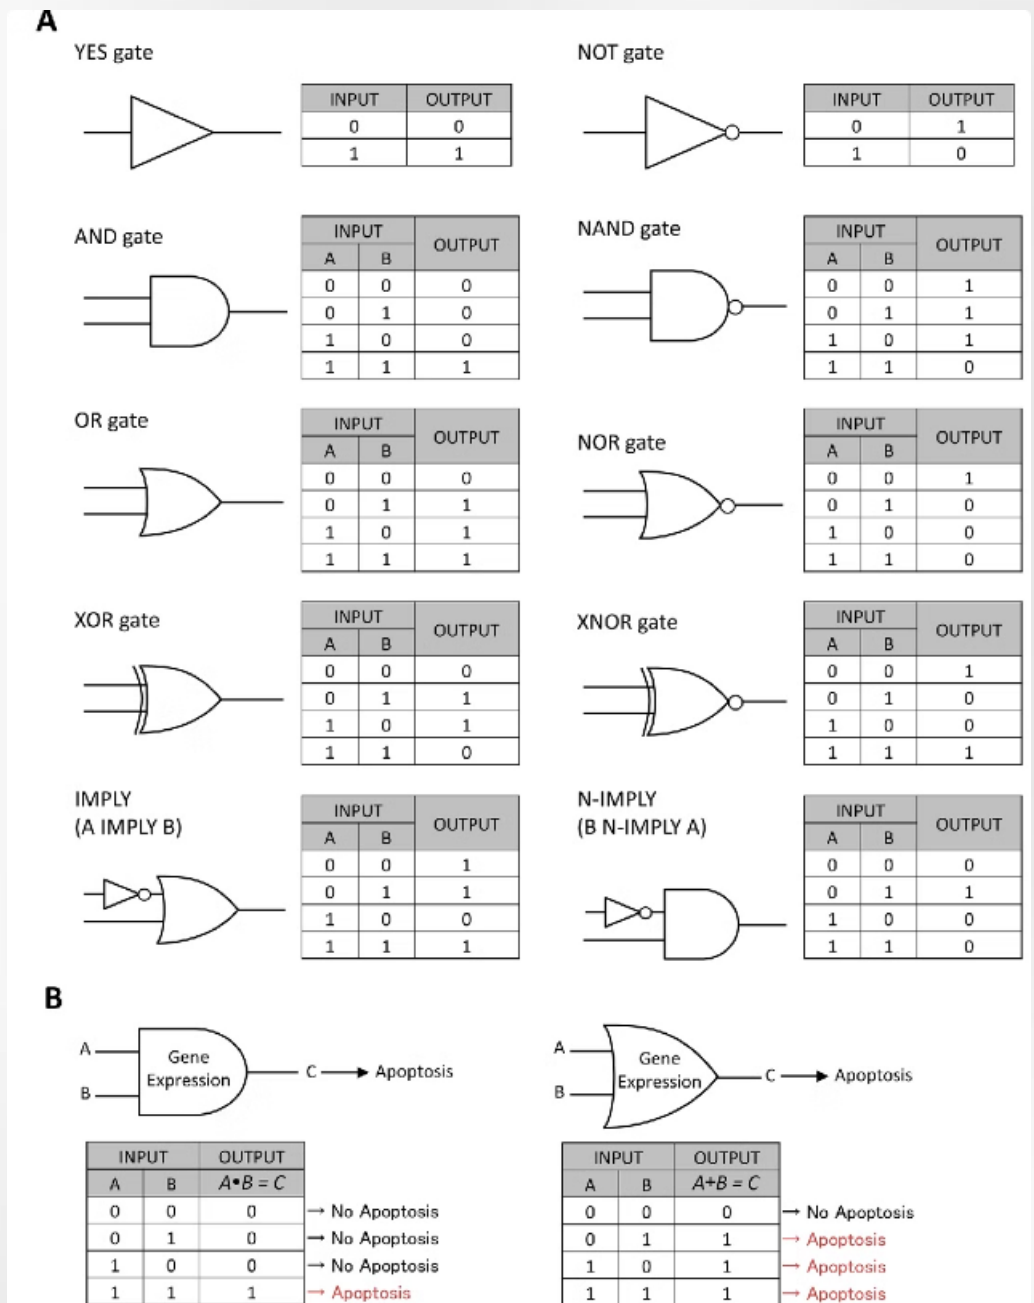 A
YES gate
INPUT OUTPUT
0 0
1 1
NOT gate
INPUT OUTPUT
0 1
1 0
AND gate
INPUT OUTPUT
A B
0 0 0
0 1 0
1 0 0
1 1 1
NAND gate
INPUT OUTPUT
A B
0 0 1
0 1 1
1 0 1
1 1 0
OR gate
INPUT OUTPUT
A B
0 0 0
0 1 1
1 0 1
1 1 1
NOR gate
INPUT OUTPUT
A B
0 0 1
0 1 0
1 0 0
1 1 0
XOR gate
INPUT OUTPUT
A B
0 0 0
0 1 1
1 0 1
1 1 0
XNOR gate
INPUT OUTPUT
A B
0 0 1
0 1 0
1 0 0
1 1 1
IMPLY
(A IMPLY B)
INPUT OUTPUT
A B
0 0 1
0 1 1
1 0 0
1 1 1
N-IMPLY
(B N-IMPLY A)
INPUT OUTPUT
A B
0 0 0
0 1 1
1 0 0
1 1 0
B
A
B
Gene
Expression
C → Apoptosis
INPUT OUTPUT
A B A•B = C
0 0 0 → No Apoptosis
0 1 0 → No Apoptosis
1 0 0 → No Apoptosis
1 1 1 → Apoptosis
A
B
Gene
Expression
C → Apoptosis
INPUT OUTPUT
A B A+B = C
0 0 0 → No Apoptosis
0 1 1 → Apoptosis
1 0 1 → Apoptosis
1 1 1 → Apoptosis